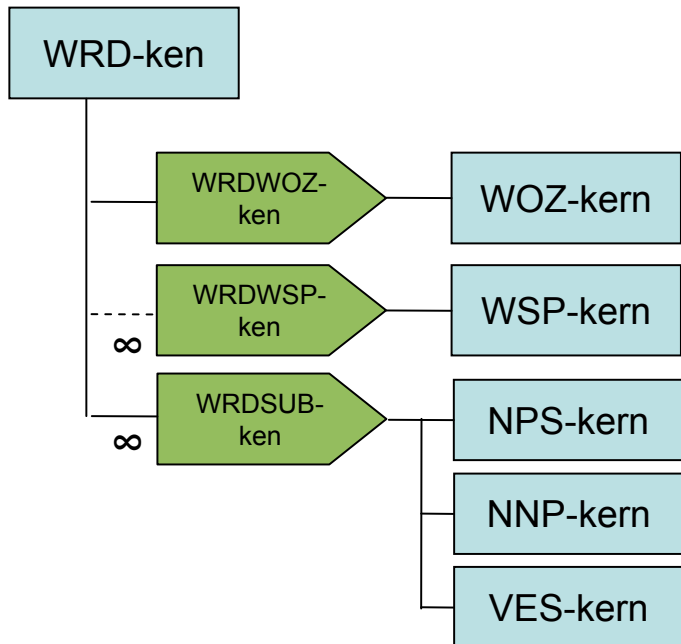 WRD-ken
WRDWOZ-
ken
WOZ-kern
WRDWSP-
ken
WSP-kern
∞
WRDSUB-
ken
NPS-kern
∞
NNP-kern
VES-kern